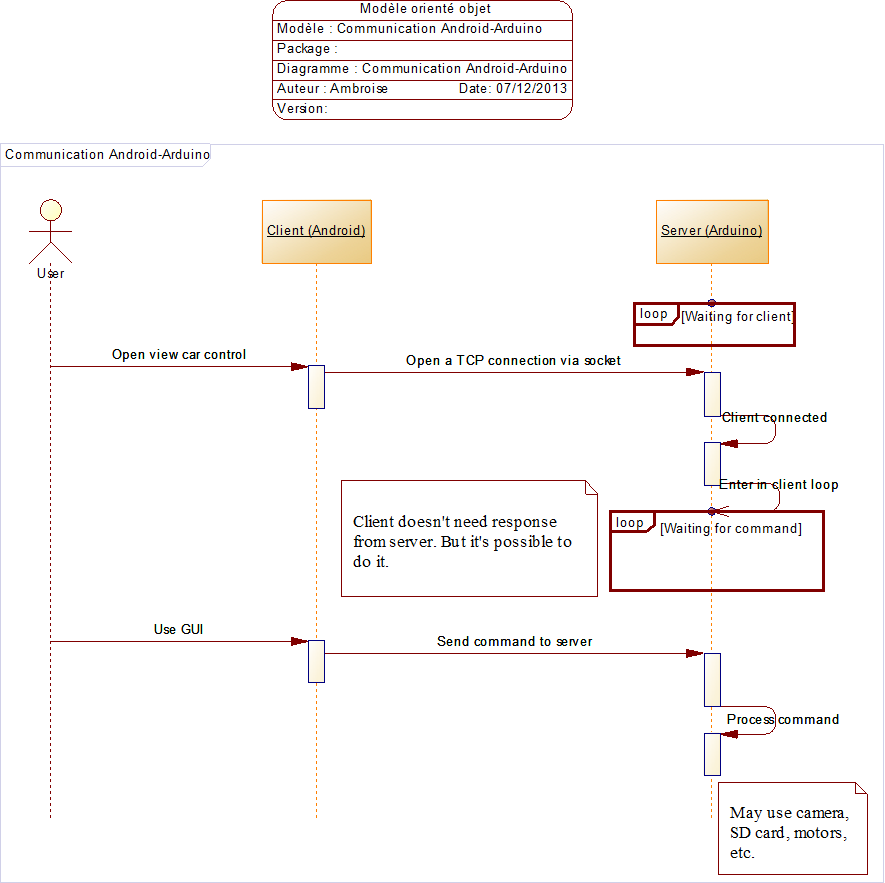 Modèle orienté objet
Modèle : Communication Android-Arduino
Package :
Diagramme : Communication Android-Arduino
Auteur : Ambroise Date: 07/12/2013
Version:
Communication Android-Arduino
User
Client (Android)
Server (Arduino)
loop [Waiting for client]
Open view car control
Open a TCP connection via socket
Client connected
Enter in client loop
loop [Waiting for command]
Client doesn't need response
from server. But it's possible to
do it.
Use GUI
Send command to server
Process command
May use camera,
SD card, motors,
etc.